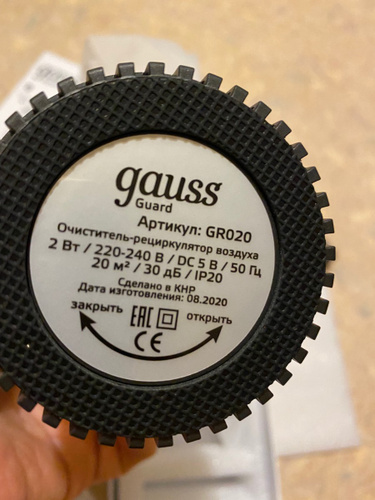 gauss
Guard
Артикул: GR020
Очиститель-рециркулятор воздуха
2 Вт / 220-240 В / DC 5 В / 50 Гц
20 м² / 30 дБ / IP20
Сделано в КНР
Дата изготовления: 08.2020
закрыть EAC открыть
CE